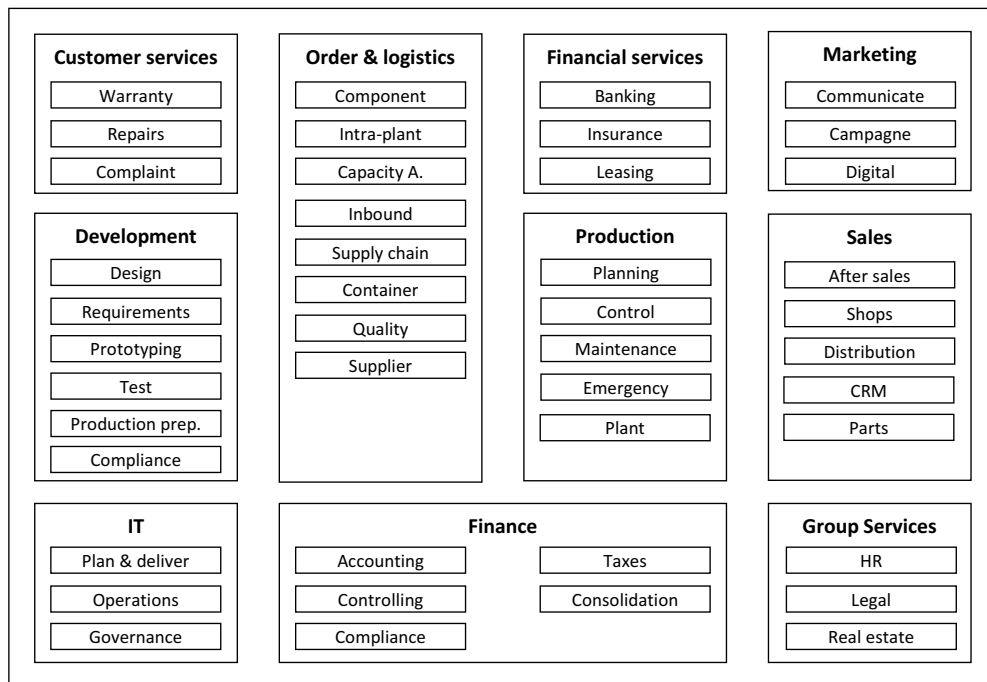 Customer services
Warranty
Repairs
Complaint
Order & logistics
Component
Intra-plant
Capacity A.
Inbound
Supply chain
Container
Quality
Supplier
Financial services
Banking
Insurance
Leasing
Marketing
Communicate
Campagne
Digital
Development
Design
Requirements
Prototyping
Test
Production prep.
Compliance
Production
Planning
Control
Maintenance
Emergency
Plant
Sales
After sales
Shops
Distribution
CRM
Parts
IT
Plan & deliver
Operations
Governance
Finance
Accounting
Controlling
Compliance
Taxes
Consolidation
Group Services
HR
Legal
Real estate